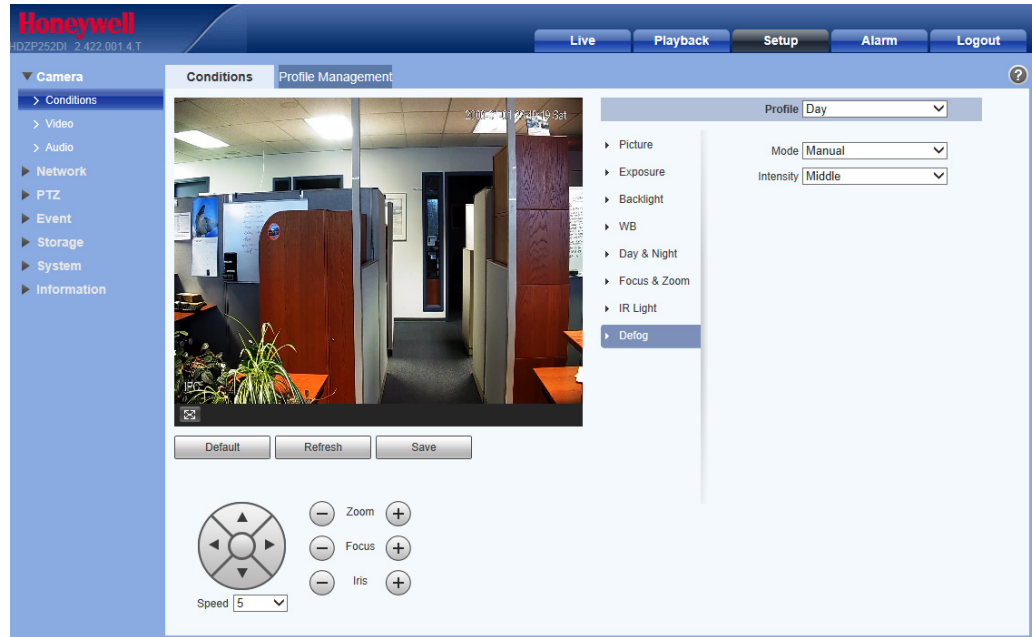 Honeywell
HDZP252DI 2.422.001.4 T
Live Playback Setup Alarm Logout
Camera
Conditions
Video
Audio
Network
PTZ
Event
Storage
System
Information
Conditions Profile Management
?
IPC
Default Refresh Save
Zoom
Focus
Iris
Speed 5
Profile Day
Picture
Exposure
Backlight
WB
Day & Night
Focus & Zoom
IR Light
Defog
Mode Manual
Intensity Middle